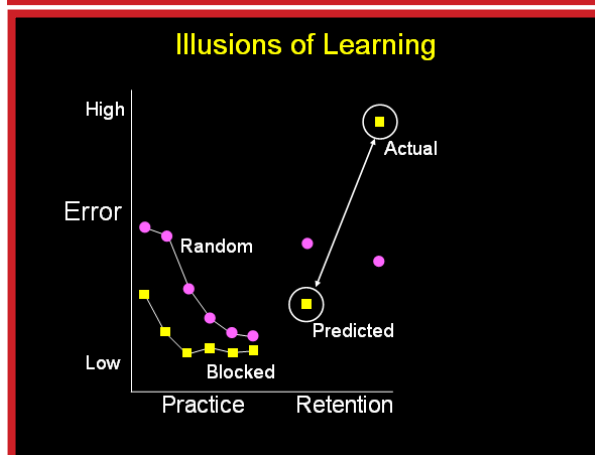 Illusions of Learning
High
Actual
Error
Random
Predicted
Low
Blocked
Practice
Retention